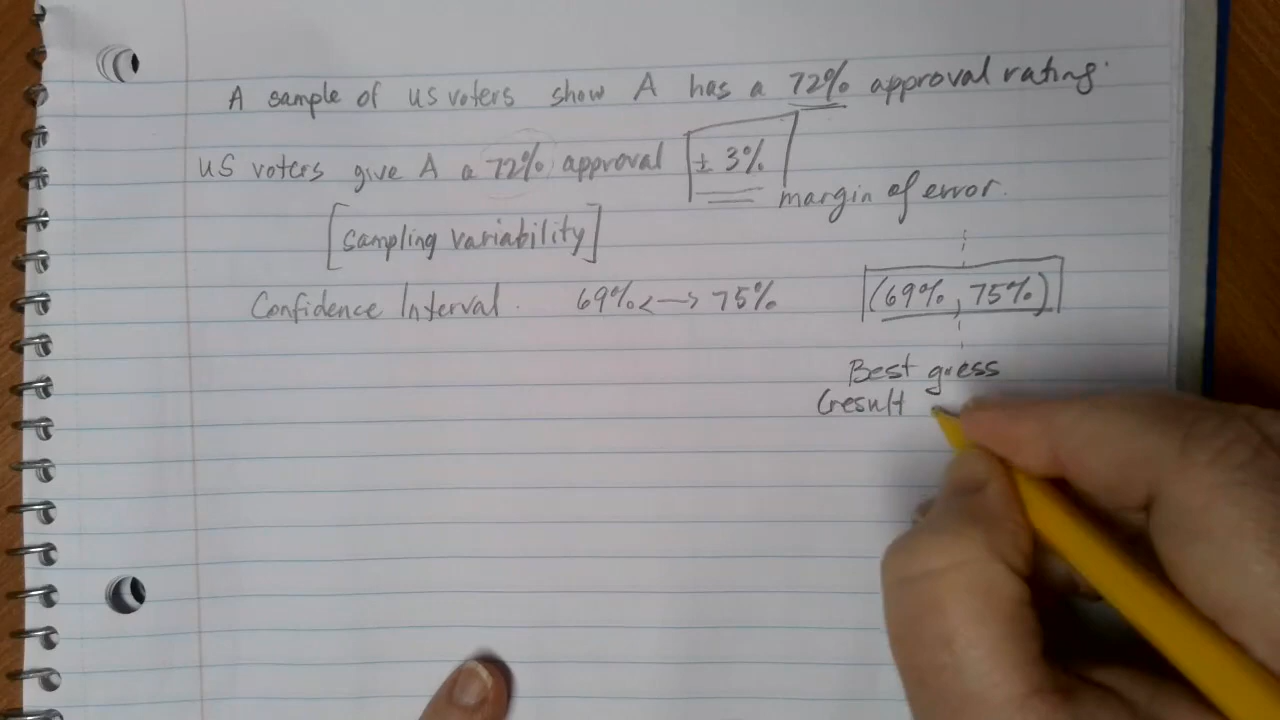 A sample of US voters show A has a 72% approval rating.
US voters give A a 72% approval ± 3%
margin of error.
[Sampling variability]
Confidence Interval. 69% <—> 75% (69%, 75%)
Best guess
(result